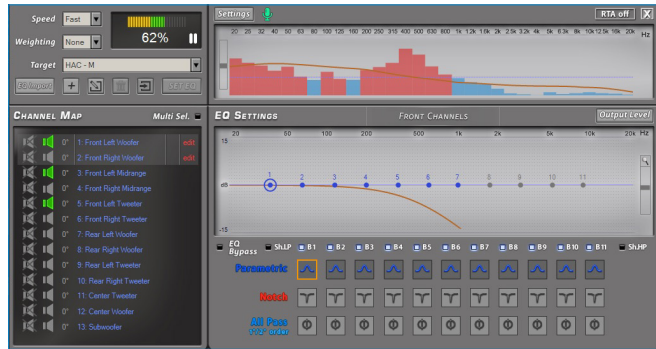 Speed Fast
Weighting None
62%
Target HAC - M
EQ Import
SET EQ
Settings
RTA off X
20 25 32 40 50 63 80 100 125 160 200 250 315 400 500 630 800 1k 1.25k 1.6k 2k 2.5k 3.2k 4k 5k 6.3k 8k 10k 12.5k 16k 20k Hz
CHANNEL MAP Multi Sel.
0° 1: Front Left Woofer edit
0° 2: Front Right Woofer edit
0° 3: Front Left Midrange
0° 4: Front Right Midrange
0° 5: Front Left Tweeter
0° 6: Front Right Tweeter
0° 7: Rear Left Woofer
0° 8: Rear Right Woofer
0° 9: Rear Left Tweeter
0° 10: Rear Right Tweeter
0° 11: Center Tweeter
0° 12: Center Woofer
0° 13: Subwoofer
EQ SETTINGS FRONT CHANNELS Output Level
20 60 100 200 500 1k 2k 5k 10k 20k Hz
15
dB
1 2 3 4 5 6 7 8 9 10 11
-15
EQ Bypass Sh.LP B1 B2 B3 B4 B5 B6 B7 B8 B9 B10 B11 Sh.HP
Parametric
Notch
All Pass
1st/2nd order